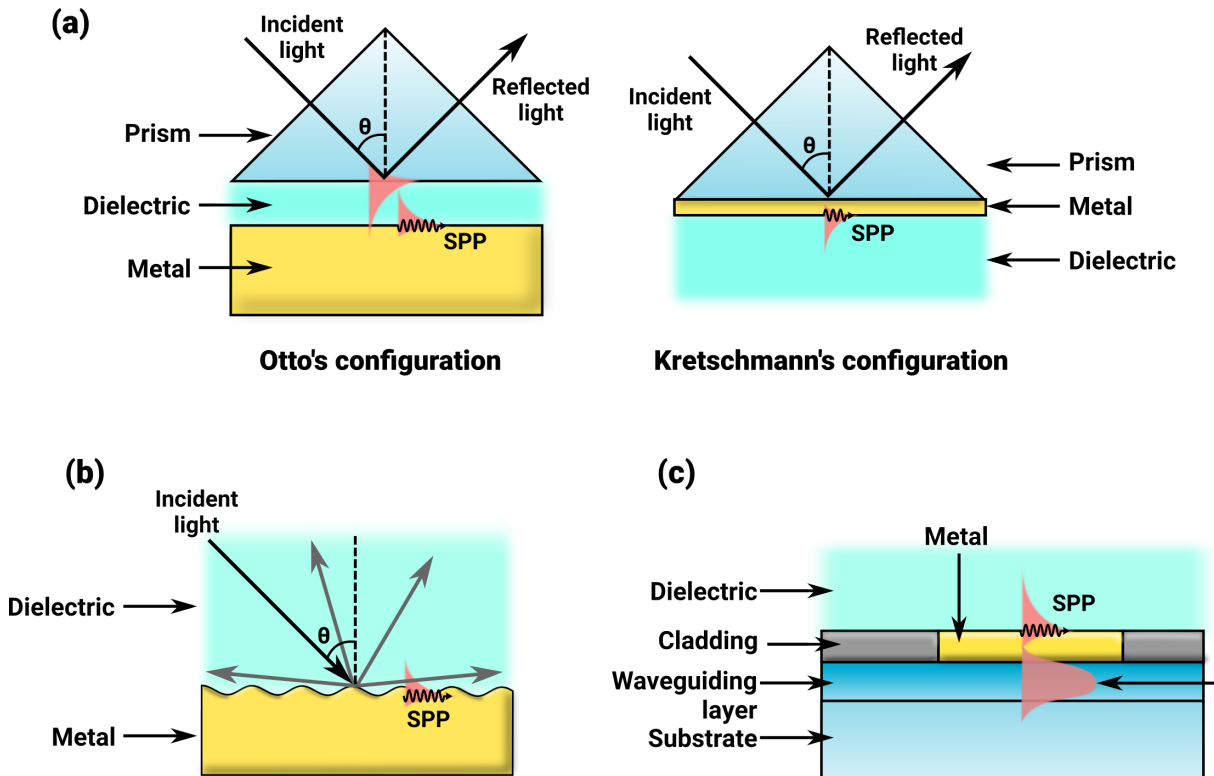 (a)
Incident
light
Reflected
light
θ
Prism
Dielectric
SPP
Metal
Otto's configuration
Reflected
light
Incident
light
θ
Prism
Metal
SPP
Dielectric
Kretschmann's configuration
(b)
Incident
light
Dielectric
θ
SPP
Metal
(c)
Metal
Dielectric
SPP
Cladding
Waveguiding
layer
Substrate